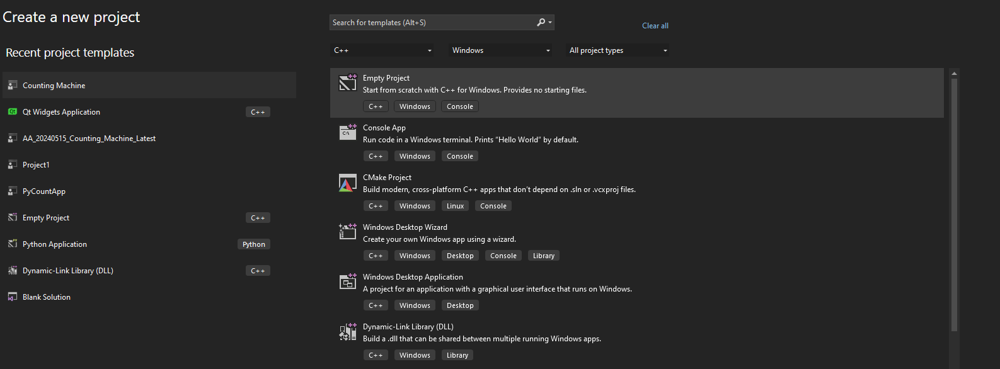 Create a new project
Recent project templates
Counting Machine
Qt Qt Widgets Application C++
AA_20240515_Counting_Machine_Latest
Project1
PyCountApp
Empty Project C++
Python Application Python
Dynamic-Link Library (DLL) C++
Blank Solution
Search for templates (Alt+S)
Clear all
C++ Windows All project types
Empty Project
Start from scratch with C++ for Windows. Provides no starting files.
C++ Windows Console
Console App
C:\
Run code in a Windows terminal. Prints "Hello World" by default.
C++ Windows Console
CMake Project
Build modern, cross-platform C++ apps that don't depend on .sln or .vcxproj files.
C++ Windows Linux Console
Windows Desktop Wizard
Create your own Windows app using a wizard.
C++ Windows Desktop Console Library
Windows Desktop Application
A project for an application with a graphical user interface that runs on Windows.
C++ Windows Desktop
Dynamic-Link Library (DLL)
Build a .dll that can be shared between multiple running Windows apps.
C++ Windows Library